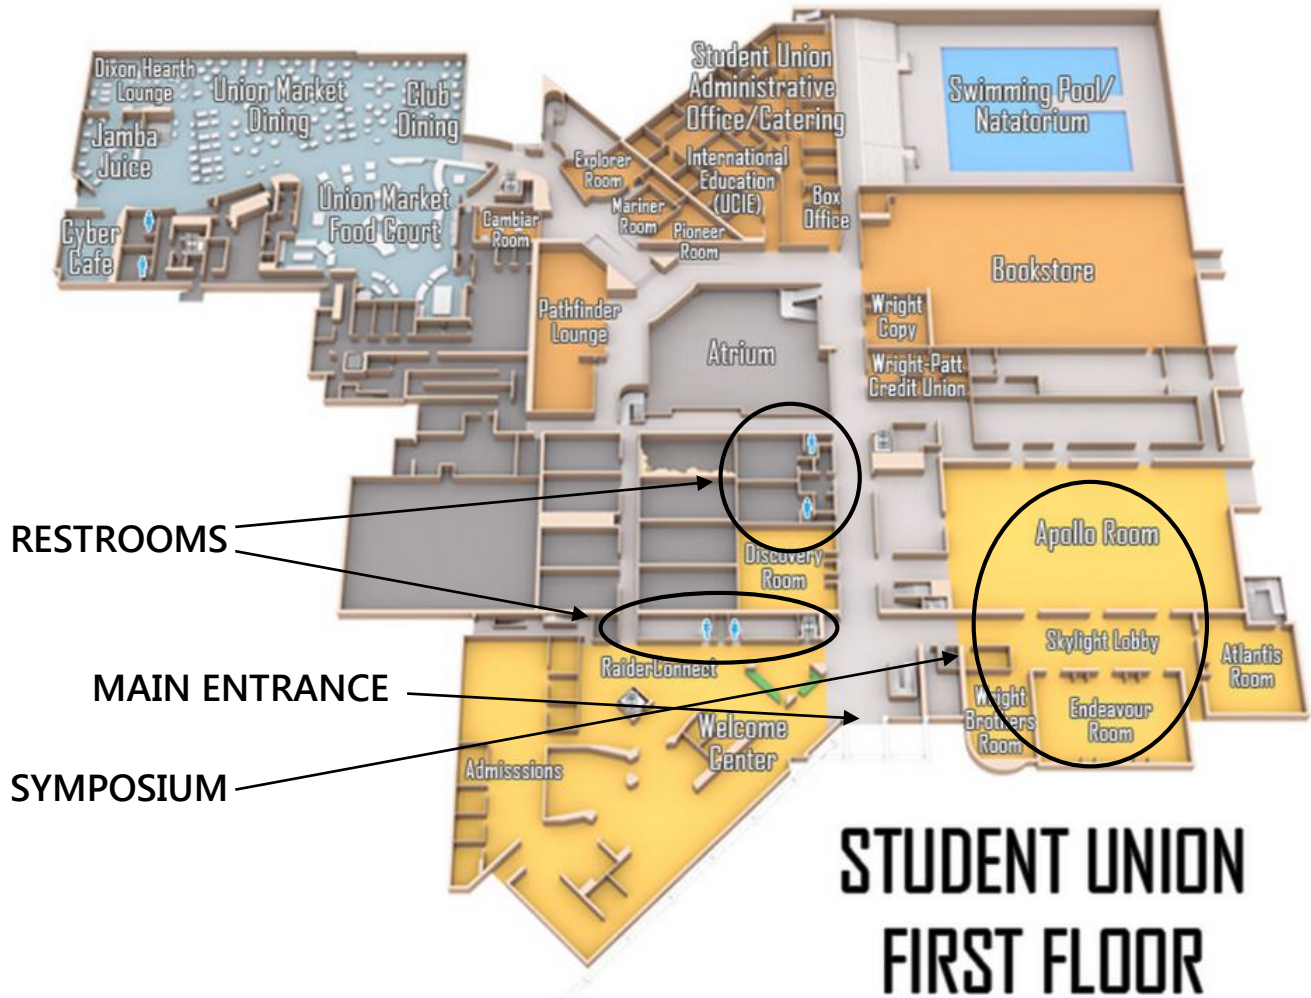 Dixon Hearth
Lounge
Union Market
Dining
Club
Dining
Jamba
Juice
Student Union
Administrative
Office/Catering
Swimming Pool/
Natatorium
Explorer
Room
International
Education
(UCIE)
Mariner
Room
Box
Office
Pioneer
Room
Union Market
Food Court
Cambiar
Room
Cyber
Cafe
Bookstore
Pathfinder
Lounge
Wright
Copy
Atrium
Wright-Patt
Credit Union
RESTROOMS
Discovery
Room
Apollo Room
Skylight Lobby
Atlantis
Room
RaiderConnect
MAIN ENTRANCE
Wright
Brothers
Room
Endeavour
Room
Welcome
Center
Admisssions
SYMPOSIUM
STUDENT UNION
FIRST FLOOR